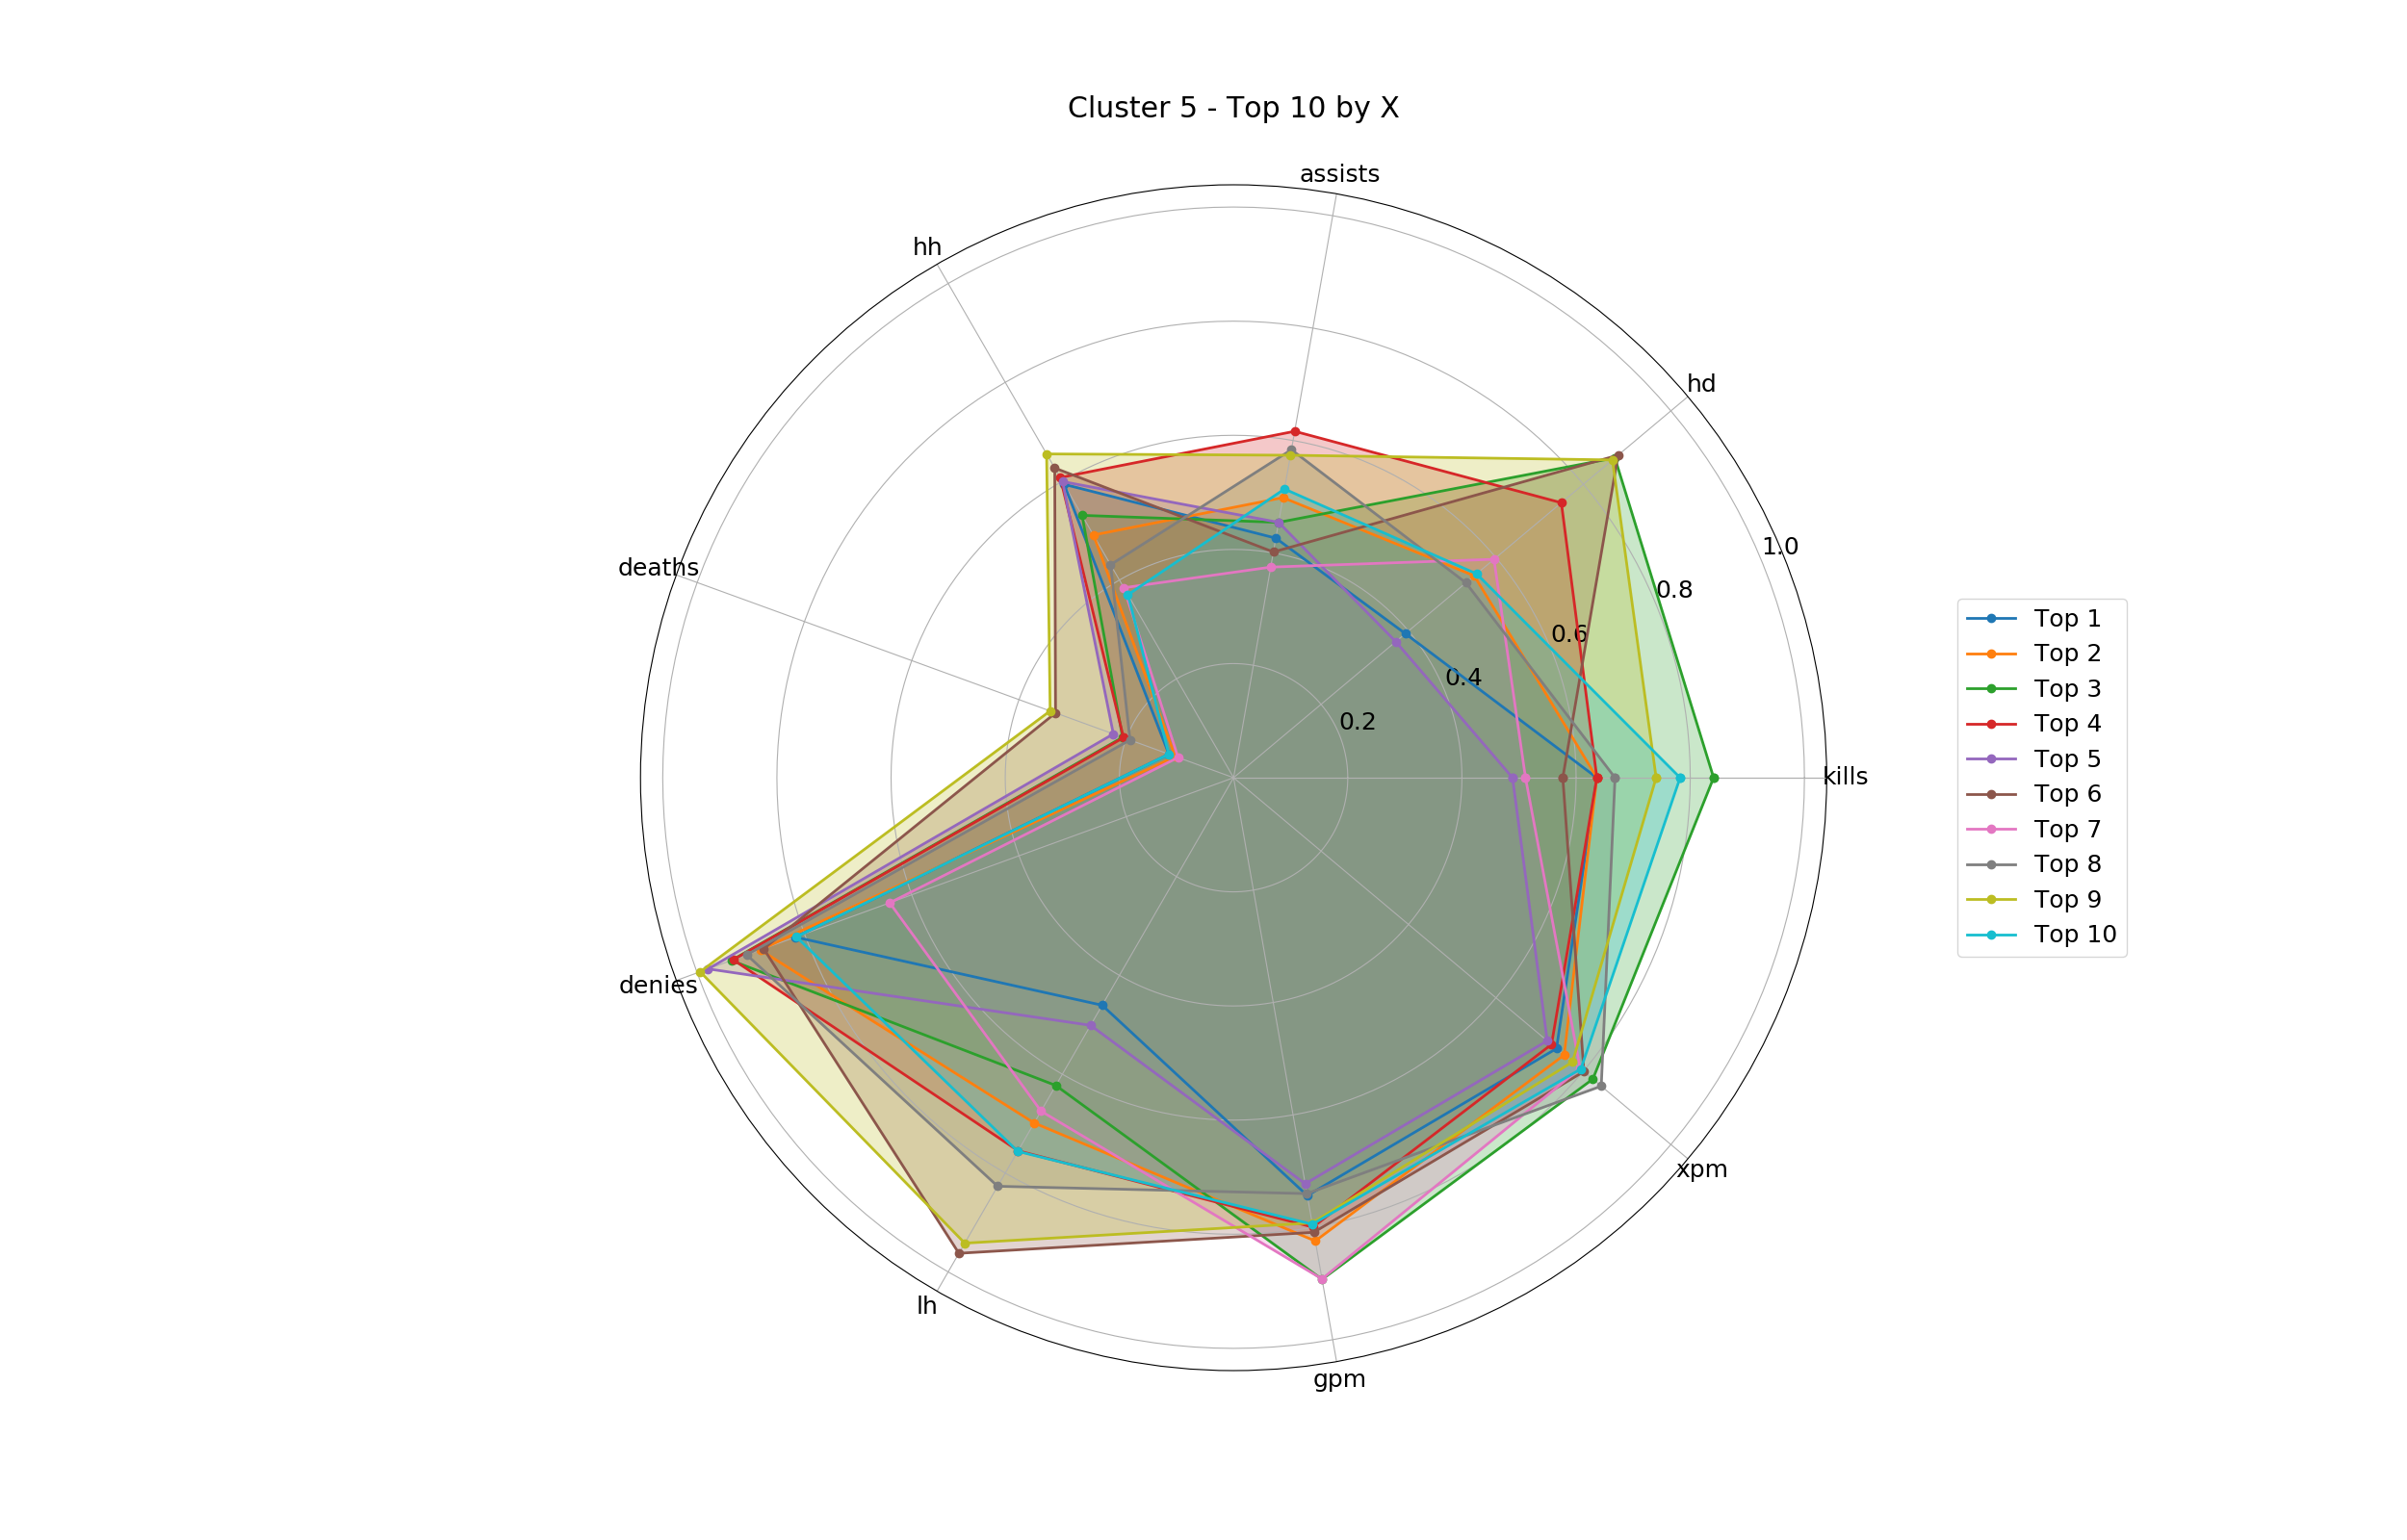 Cluster 5 - Top 10 by X
assists
hh
hd
deaths
1.0
0.8
0.6
0.4
0.2
kills
denies
xpm
lh
gpm
Top 1
Top 2
Top 3
Top 4
Top 5
Top 6
Top 7
Top 8
Top 9
Top 10